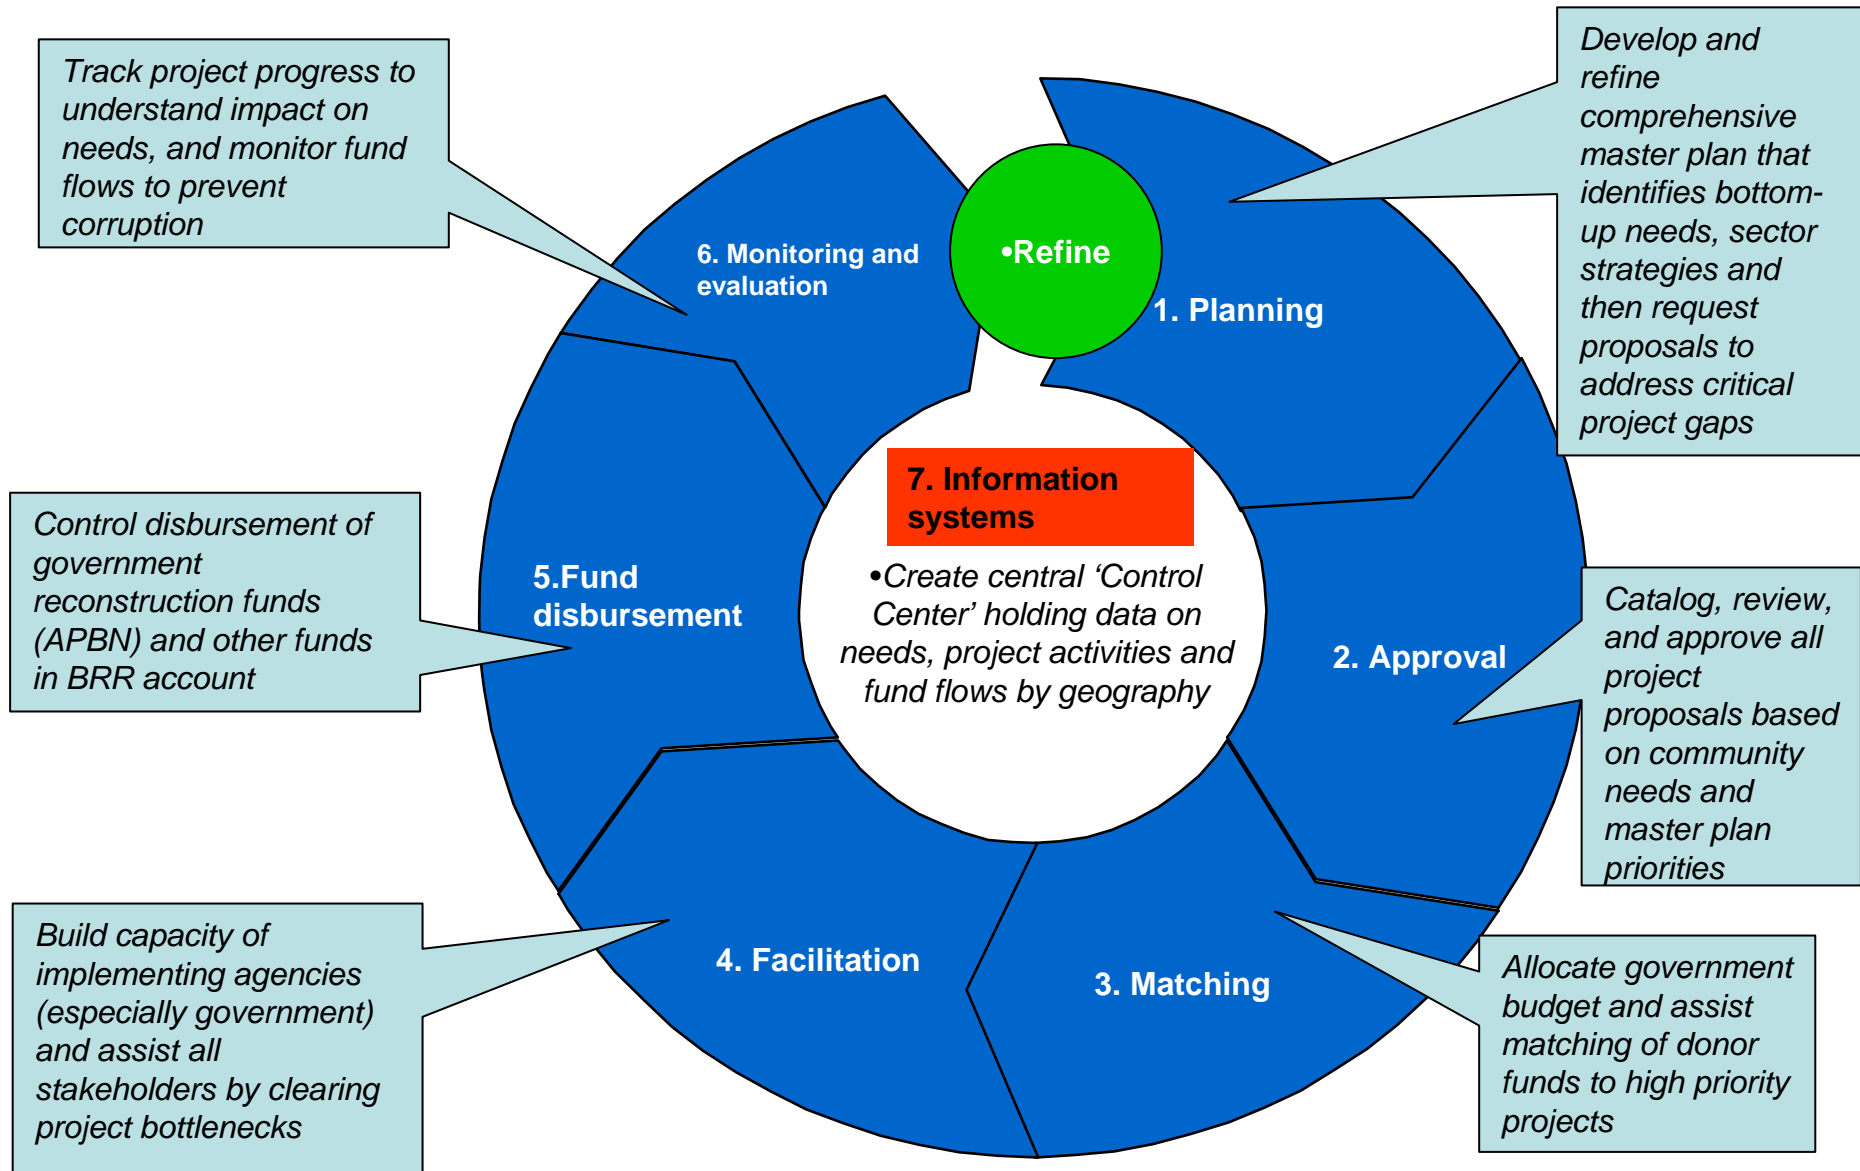 Track project progress to
understand impact on
needs, and monitor fund
flows to prevent
corruption
Develop and
refine
comprehensive
master plan that
identifies bottom-
up needs, sector
strategies and
then request
proposals to
address critical
project gaps
6. Monitoring and
evaluation
•Refine
1. Planning
7. Information
systems
•Create central ‘Control
Center’ holding data on
needs, project activities and
fund flows by geography
Control disbursement of
government
reconstruction funds
(APBN) and other funds
in BRR account
5.Fund
disbursement
2. Approval
Catalog, review,
and approve all
project
proposals based
on community
needs and
master plan
priorities
Build capacity of
implementing agencies
(especially government)
and assist all
stakeholders by clearing
project bottlenecks
4. Facilitation
3. Matching
Allocate government
budget and assist
matching of donor
funds to high priority
projects